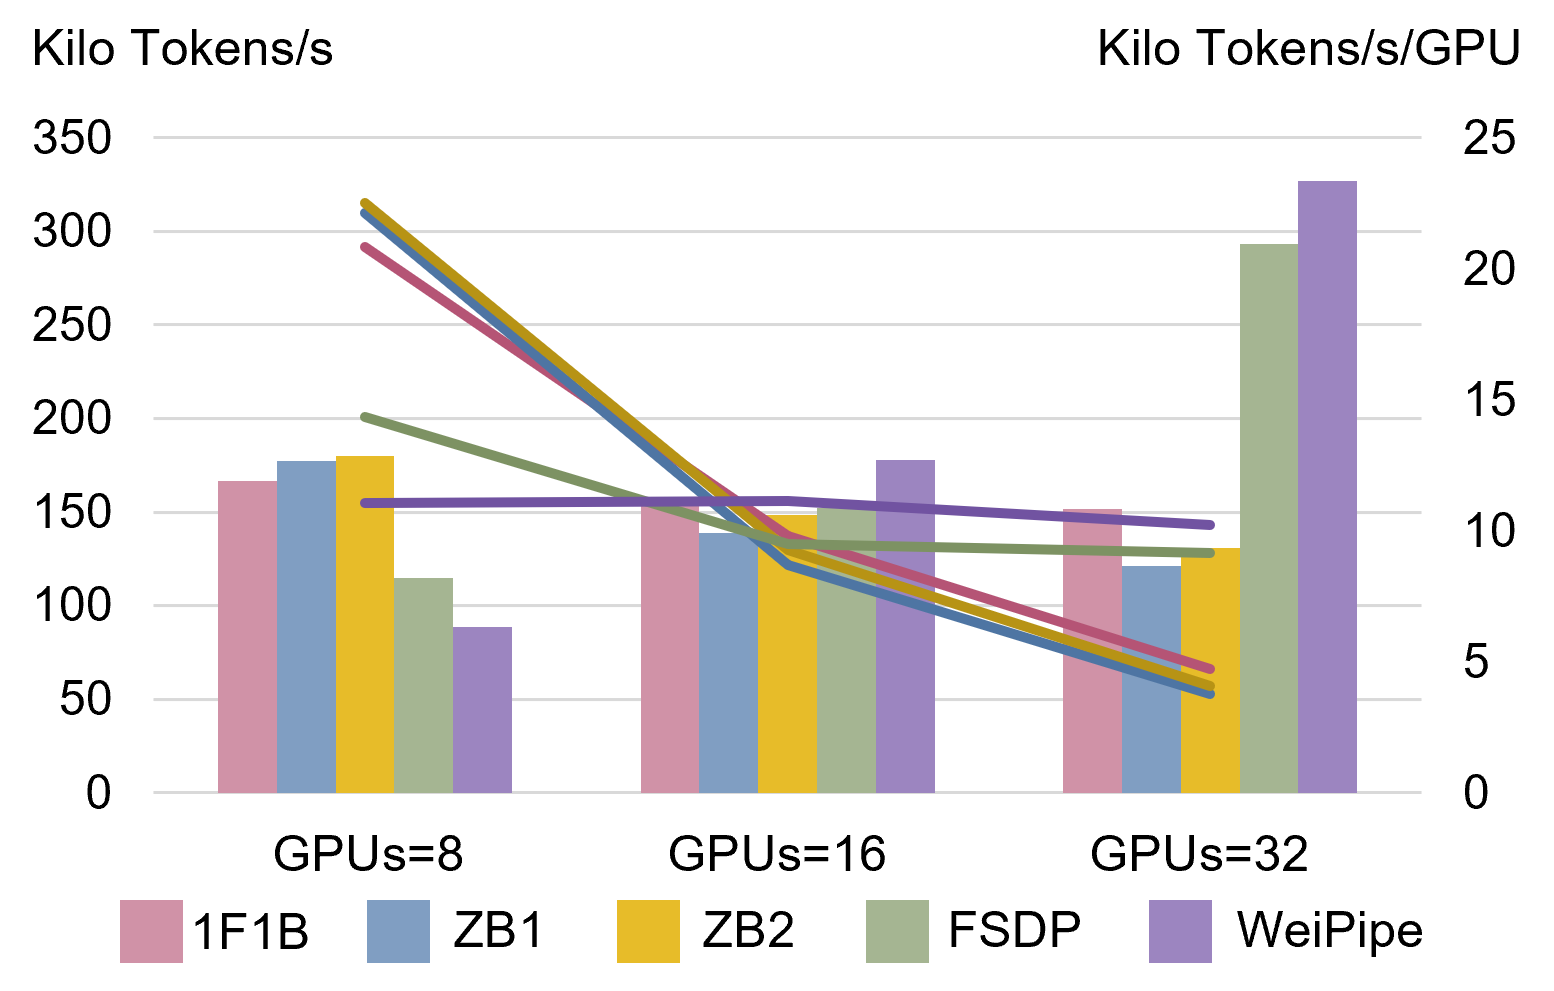 Kilo Tokens/s Kilo Tokens/s/GPU
350 25
300
250 20
200 15
150
100 10
50 5
0 0
GPUs=8 GPUs=16 GPUs=32
1F1B ZB1 ZB2 FSDP WeiPipe